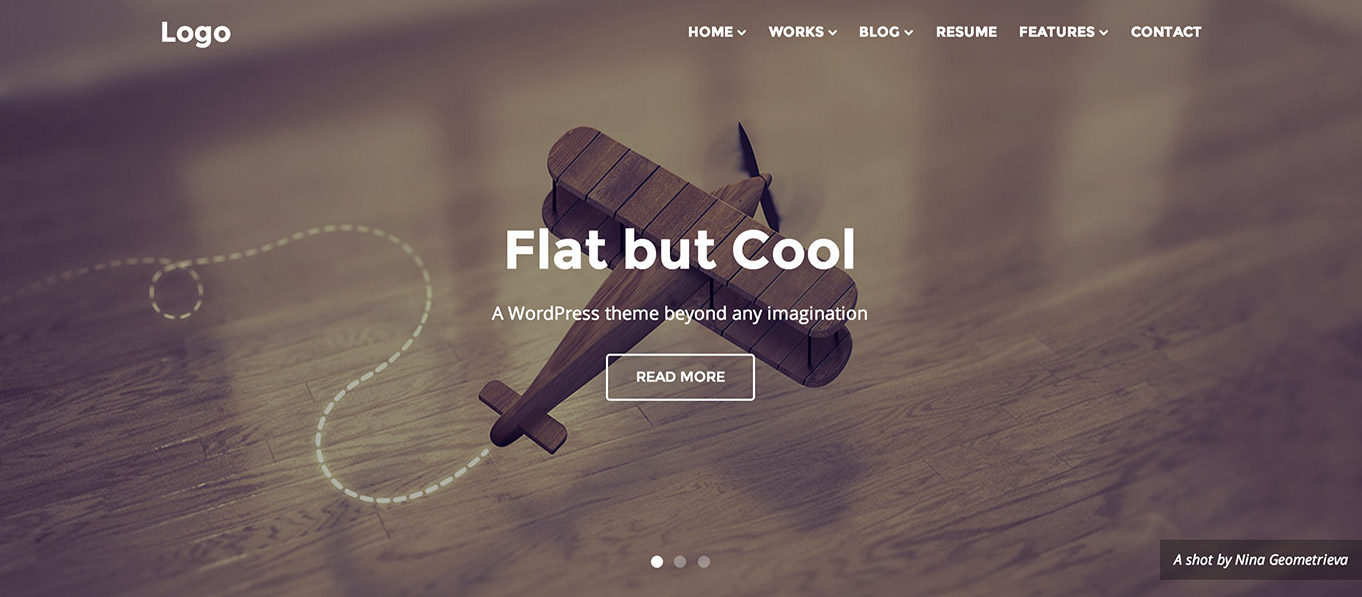 Logo
HOME WORKS BLOG RESUME FEATURES CONTACT
Flat but Cool
A WordPress theme beyond any imagination
READ MORE
A shot by Nina Geometrieva